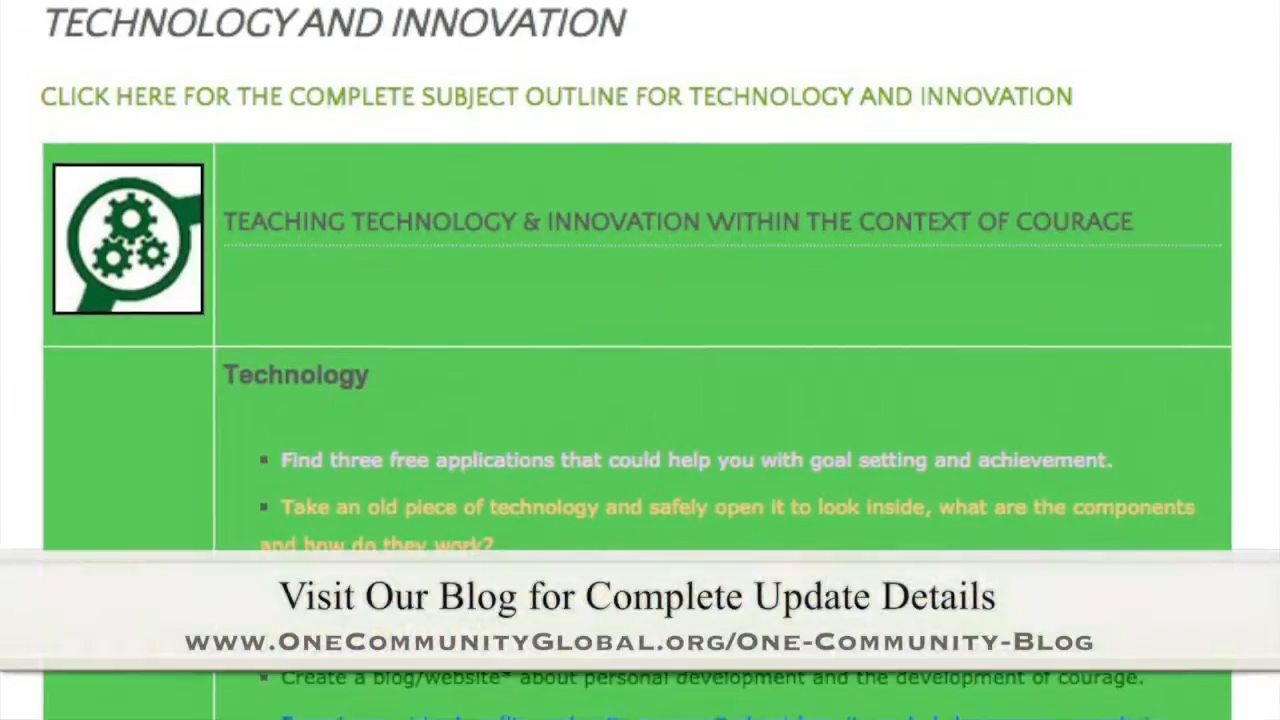 TECHNOLOGY AND INNOVATION
CLICK HERE FOR THE COMPLETE SUBJECT OUTLINE FOR TECHNOLOGY AND INNOVATION
TEACHING TECHNOLOGY & INNOVATION WITHIN THE CONTEXT OF COURAGE
Technology
▪ Find three free applications that could help you with goal setting and achievement.
▪ Take an old piece of technology and safely open it to look inside, what are the components
and how do they work?
Visit Our Blog for Complete Update Details
www.OneCommunityGlobal.org/One-Community-Blog
▪ Create a blog/website* about personal development and the development of courage.